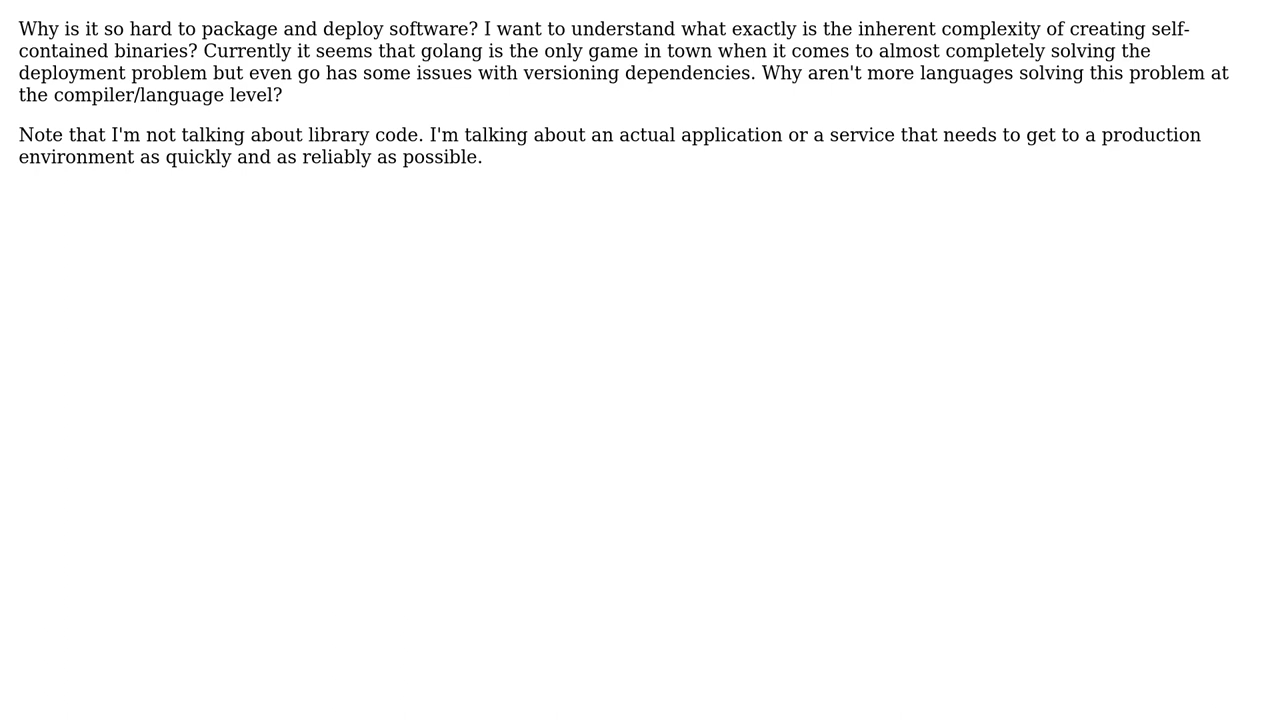 Why is it so hard to package and deploy software? I want to understand what exactly is the inherent complexity of creating self-
contained binaries? Currently it seems that golang is the only game in town when it comes to almost completely solving the
deployment problem but even go has some issues with versioning dependencies. Why aren't more languages solving this problem at
the compiler/language level?
Note that I'm not talking about library code. I'm talking about an actual application or a service that needs to get to a production
environment as quickly and as reliably as possible.